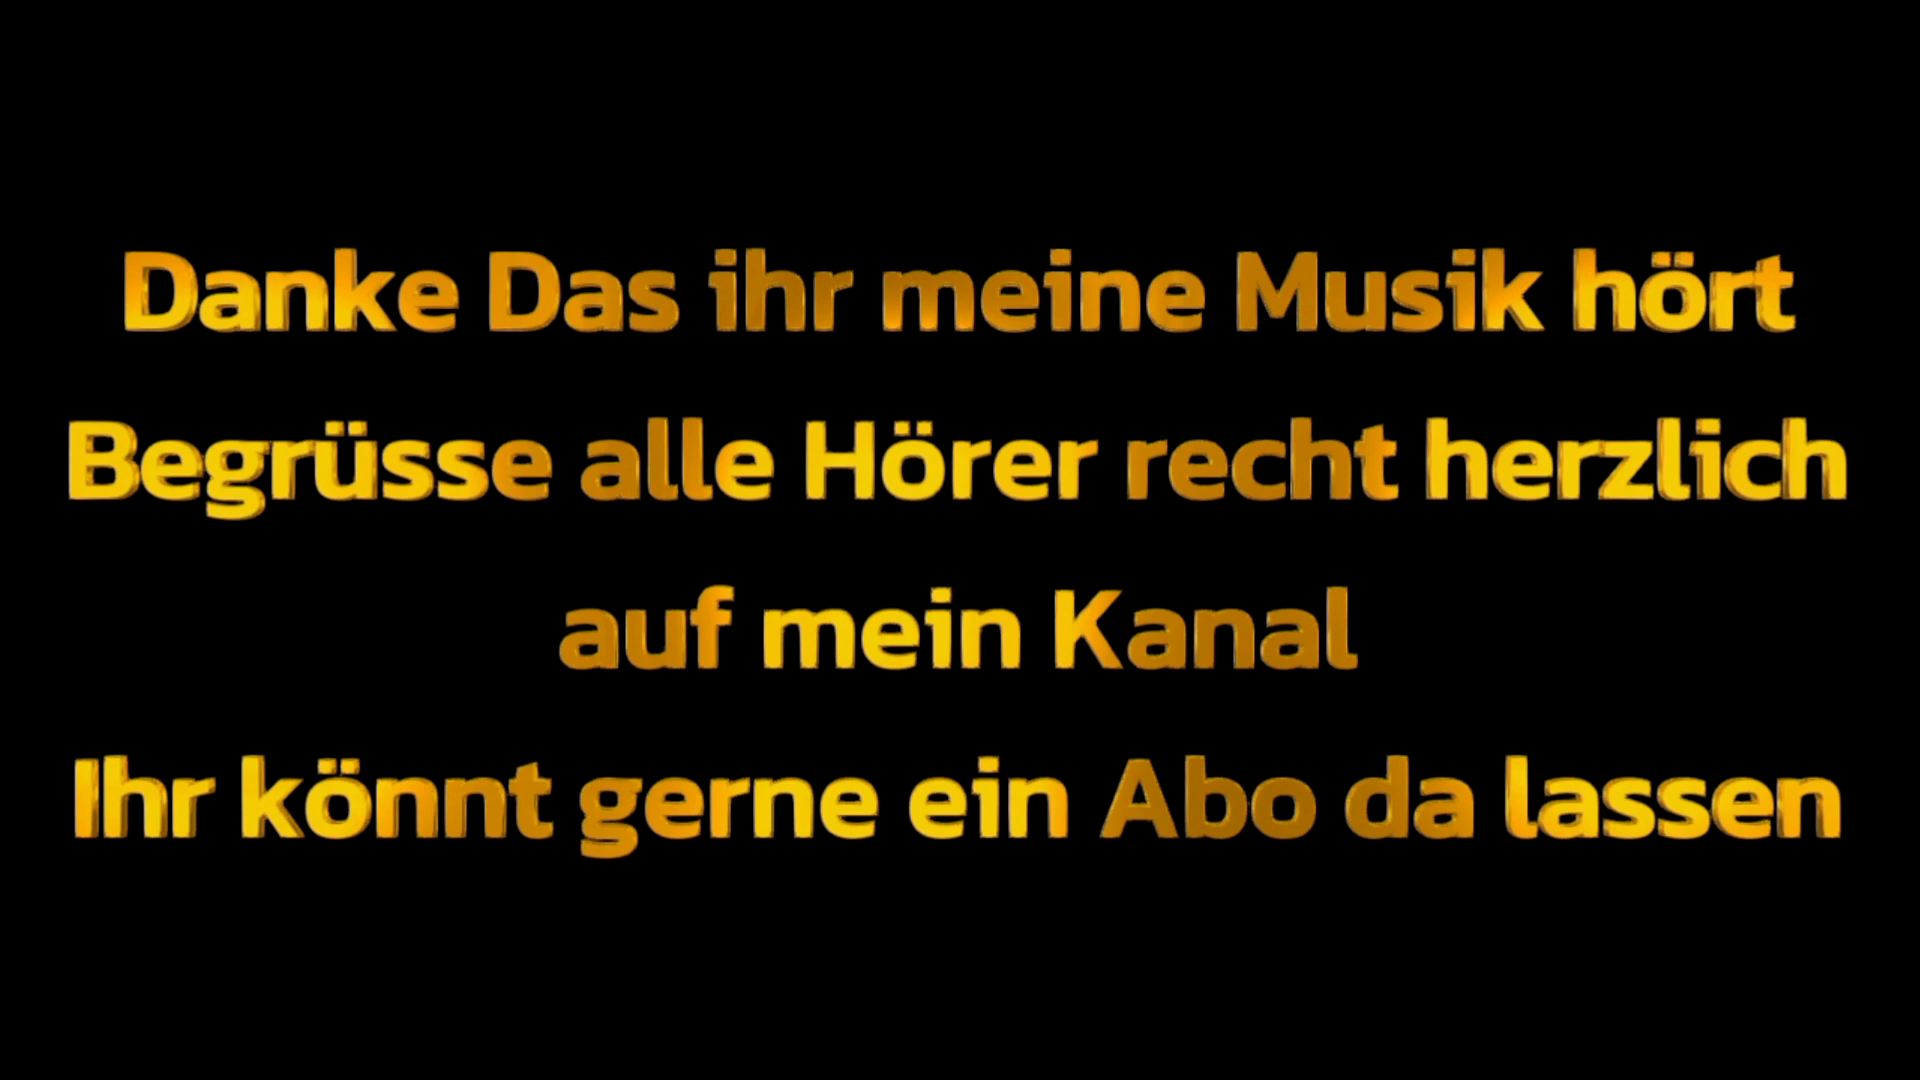 Danke Das ihr meine Musik hört
Begrüsse alle Hörer recht herzlich
auf mein Kanal
Ihr könnt gerne ein Abo da lassen